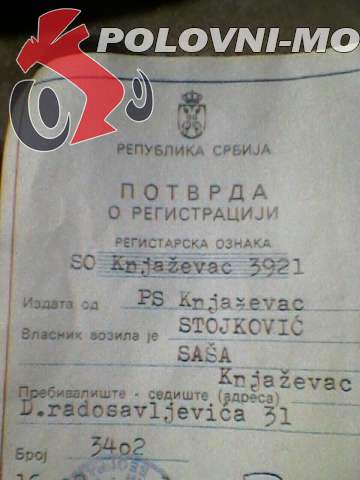 POLOVNI-MO
РЕПУБЛИКА СРБИЈА
ПОТВРДА
О РЕГИСТРАЦИЈИ
РЕГИСТАРСКА ОЗНАКА
SO Knjaževac 3921
Издата од PS Knjaževac
Власник возила је STOJKOVIĆ
SAŠA
Knjaževac
Пребивалиште - седиште (адреса)
D.radosavljevića 31
Број 34o2